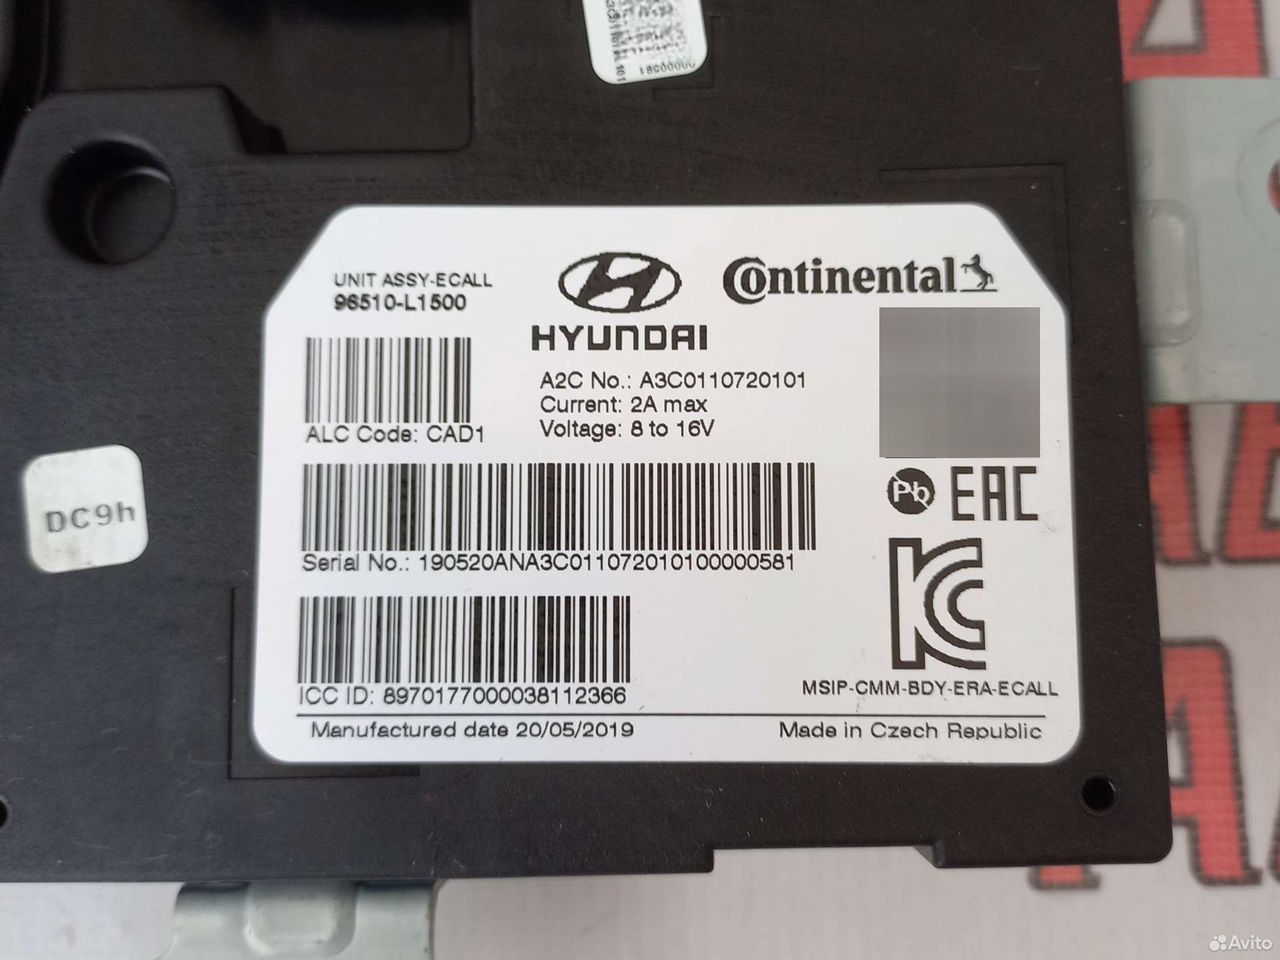 00000581
UNIT ASSY-ECALL
96510-L1500
HYUNDAI
Continental
A2C No.: A3C0110720101
Current: 2A max
Voltage: 8 to 16V
ALC Code: CAD1
Pb
EAC
DC9h
Serial No.: 190520ANA3C011072010100000581
KC
ICC ID: 8970177000038112366
MSIP-CMM-BDY-ERA-ECALL
Manufactured date 20/05/2019
Made in Czech Republic
Avito